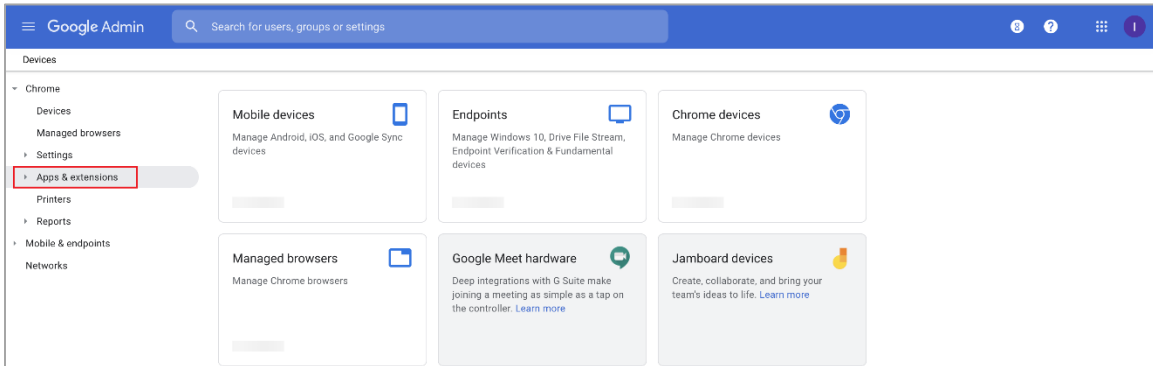 Google Admin
Search for users, groups or settings
8
?
I
Devices
Chrome
Devices
Managed browsers
Settings
Apps & extensions
Printers
Reports
Mobile & endpoints
Networks
Mobile devices
Manage Android, iOS, and Google Sync
devices
Endpoints
Manage Windows 10, Drive File Stream,
Endpoint Verification & Fundamental
devices
Chrome devices
Manage Chrome devices
Managed browsers
Manage Chrome browsers
Google Meet hardware
Deep integrations with G Suite make
joining a meeting as simple as a tap on
the controller. Learn more
Jamboard devices
Create, collaborate, and bring your
team's ideas to life. Learn more